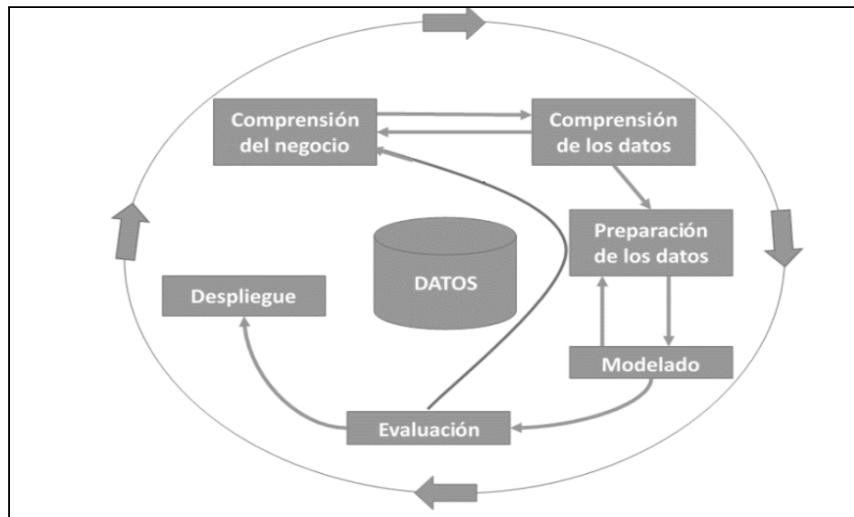 Comprensión
del negocio
Comprensión
de los datos
Preparación
de los datos
DATOS
Despliegue
Modelado
Evaluación